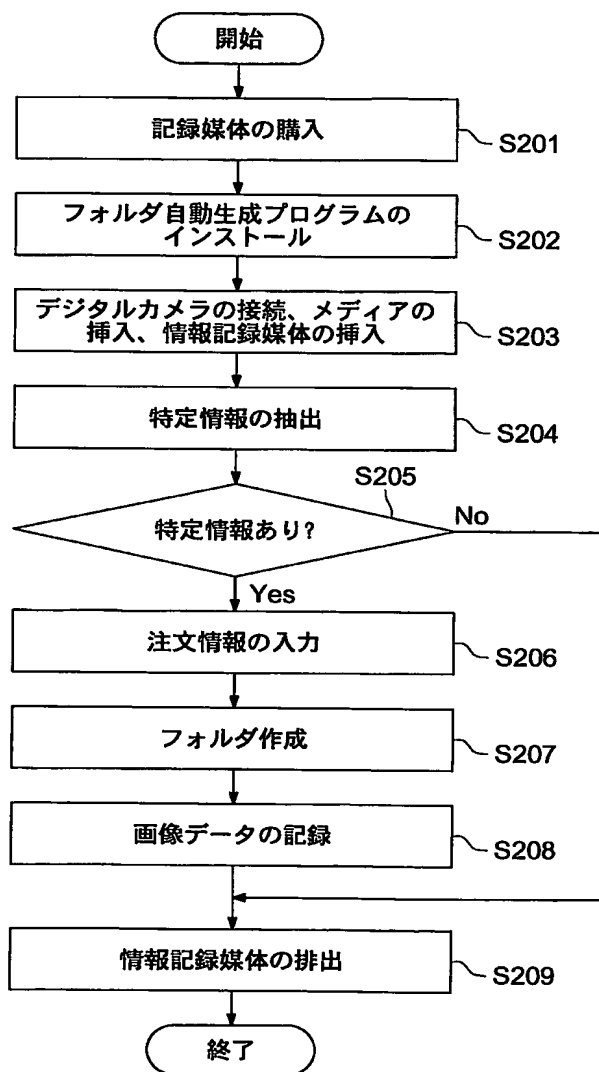 開始
記録媒体の購入
S201
フォルダ自動生成プログラムの
インストール
S202
デジタルカメラの接続、メディアの
挿入、情報記録媒体の挿入
S203
特定情報の抽出
S204
S205
特定情報あり?
No
Yes
注文情報の入力
S206
フォルダ作成
S207
画像データの記録
S208
情報記録媒体の排出
S209
終了